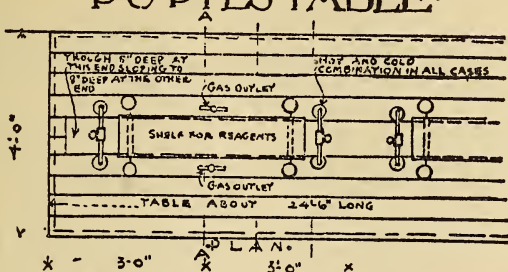 PUPILS TABLE
A
TROUGH 6" DEEP AT
THIS END SLOPING TO
9" DEEP AT THE OTHER
END
HOT AND COLD
COMBINATION IN ALL CASES
GAS OUTLET
4'-0"
SHELF FOR REAGENTS
GAS OUTLET
TABLE ABOUT 24'-6" LONG
PLAN.
A
3'-0"
3'-0"